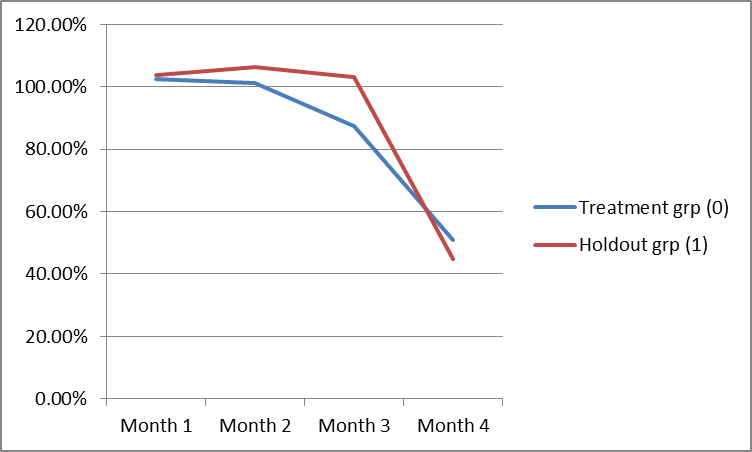 120.00%
100.00%
80.00%
60.00%
40.00%
20.00%
0.00%
Month 1 Month 2 Month 3 Month 4
Treatment grp (0)
Holdout grp (1)